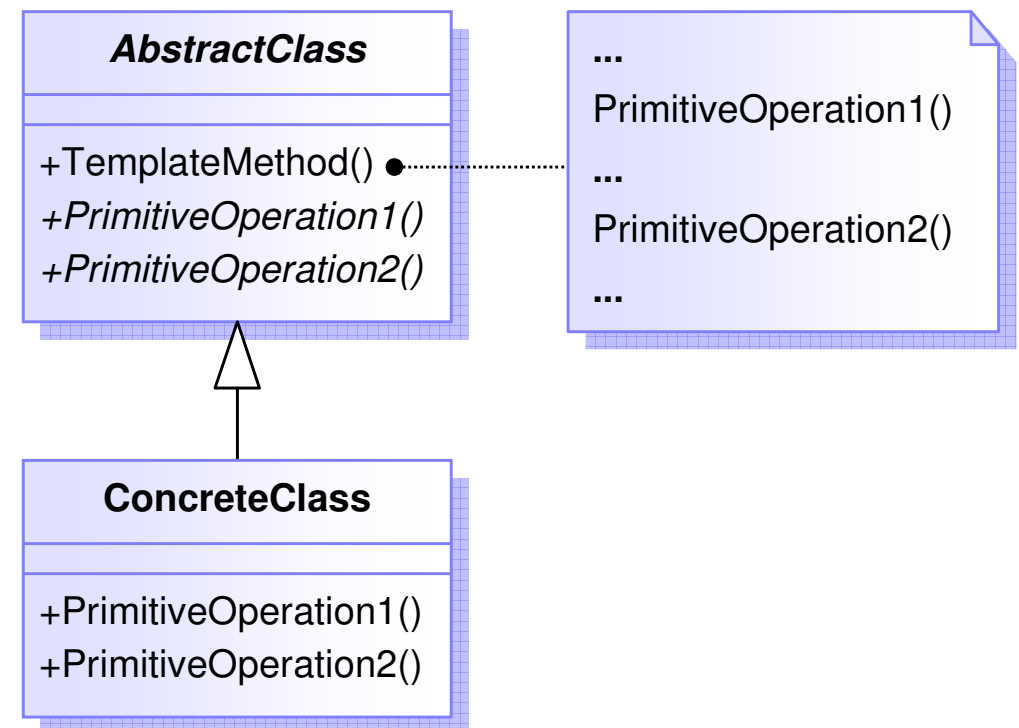 AbstractClass
+TemplateMethod()
+PrimitiveOperation1()
+PrimitiveOperation2()
...
PrimitiveOperation1()
...
PrimitiveOperation2()
...
ConcreteClass
+PrimitiveOperation1()
+PrimitiveOperation2()